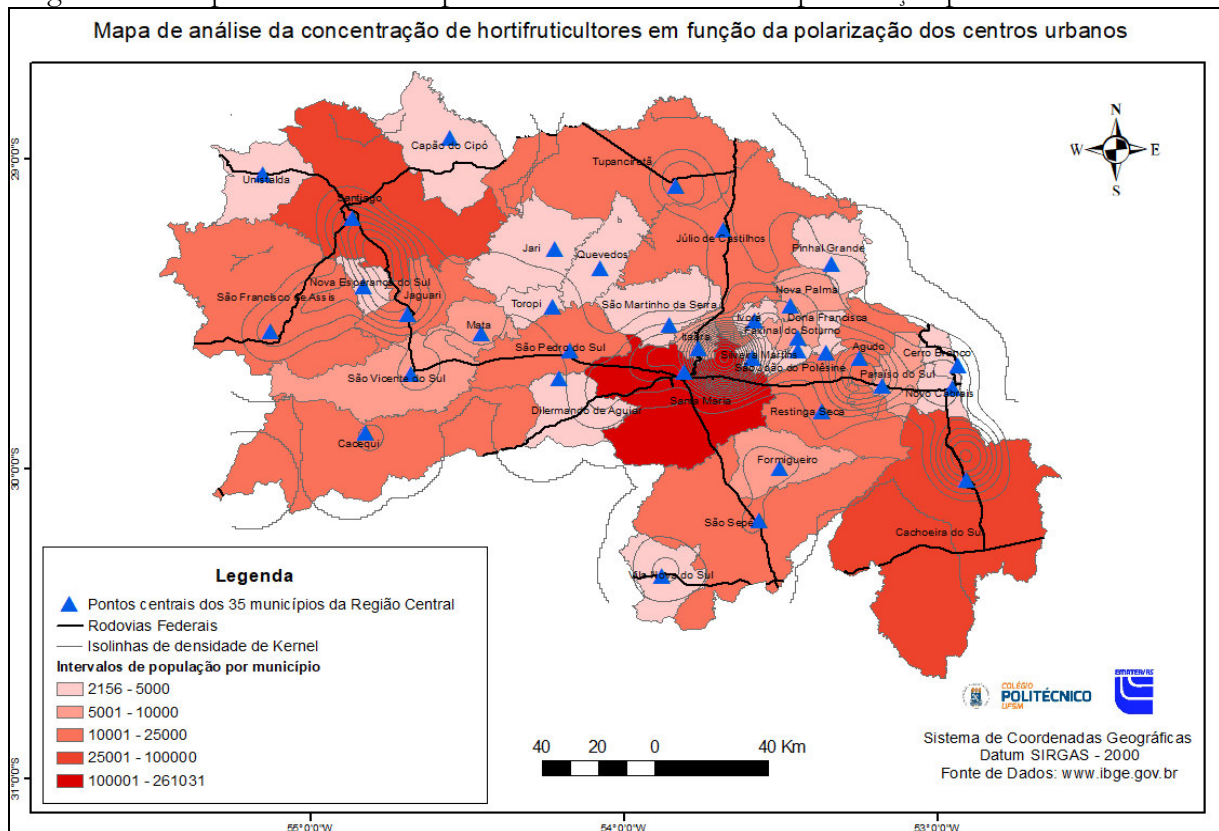 Mapa de análise da concentração de hortifruticultores em função da polarização dos centros urbanos
N
W E
S
29°0'0"S
30°0'0"S
31°0'0"S
Capão do Cipó
Unistalda
Tupanciretã
Santiago
Jari
Júlio de Castilhos
Quevedos
Pinhal Grande
Nova Esperança do Sul
São Francisco de Assis
Jaguari
Toropi
São Martinho da Serra
Nova Palma
Ivorá
Dona Francisca
Mata
Itaara
Faxinal do Soturno
São Pedro do Sul
Silveira Martins
Agudo
Cerro Branco
São João do Polêsine
Paraíso do Sul
São Vicente do Sul
Novo Cabrais
Santa Maria
Dilermando de Aguiar
Restinga Seca
Cacequi
Formigueiro
São Sepé
Cachoeira do Sul
Vila Nova do Sul
Legenda
Pontos centrais dos 35 municípios da Região Central
Rodovias Federais
Isolinhas de densidade de Kernel
Intervalos de população por município
2156 - 5000
5001 - 10000
10001 - 25000
25001 - 100000
100001 - 261031
40 20 0 40 Km
COLÉGIO
POLITÉCNICO
UFSM
EMATER/RS
Sistema de Coordenadas Geográficas
Datum SIRGAS - 2000
Fonte de Dados: www.ibge.gov.br
55°0'0"W 54°0'0"W 53°0'0"W